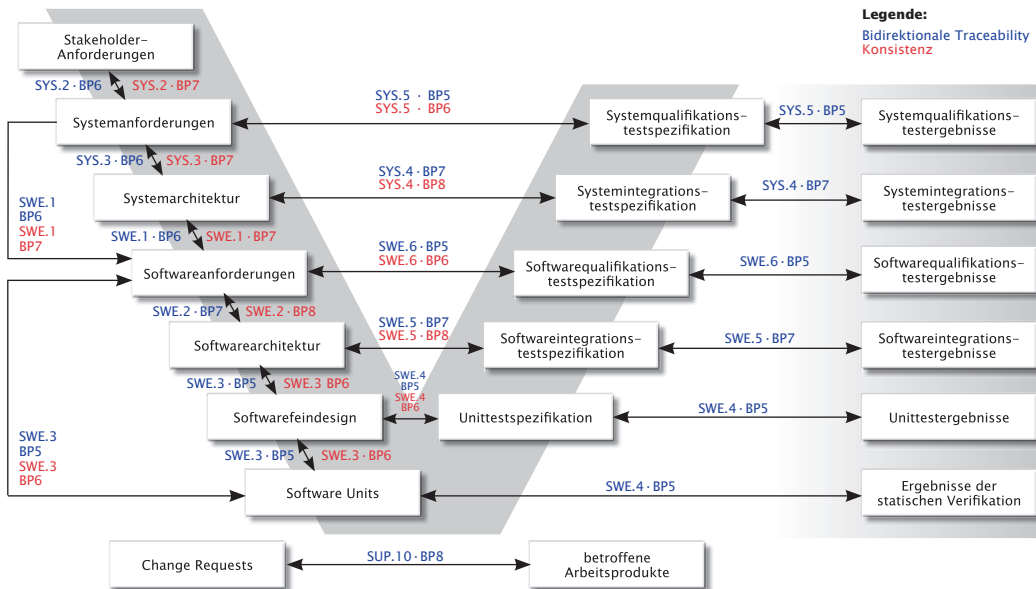 Legende:
Bidirektionale Traceability
Konsistenz
Stakeholder-
Anforderungen
SYS.2 · BP6 SYS.2 · BP7
Systemanforderungen
SYS.5 · BP5
SYS.5 · BP6
Systemqualifikations-
testspezifikation
SYS.5 · BP5
Systemqualifikations-
testergebnisse
SYS.3 · BP6 SYS.3 · BP7
Systemarchitektur
SYS.4 · BP7
SYS.4 · BP8
Systemintegrations-
testspezifikation
SYS.4 · BP7
Systemintegrations-
testergebnisse
SWE.1
BP6
SWE.1
BP7
SWE.1 · BP6 SWE.1 · BP7
Softwareanforderungen
SWE.6 · BP5
SWE.6 · BP6
Softwarequalifikations-
testspezifikation
SWE.6 · BP5
Softwarequalifikations-
testergebnisse
SWE.2 · BP7 SWE.2 · BP8
Softwarearchitektur
SWE.5 · BP7
SWE.5 · BP8
Softwareintegrations-
testspezifikation
SWE.5 · BP7
Softwareintegrations-
testergebnisse
SWE.3 · BP5 SWE.3 BP6
Softwarefeindesign
SWE.4
BP5
SWE.4
BP6
Unittestspezifikation
SWE.4 · BP5
Unittestergebnisse
SWE.3
BP5
SWE.3
BP6
SWE.3 · BP5 SWE.3 · BP6
Software Units
SWE.4 · BP5
Ergebnisse der
statischen Verifikation
Change Requests
SUP.10 · BP8
betroffene
Arbeitsprodukte